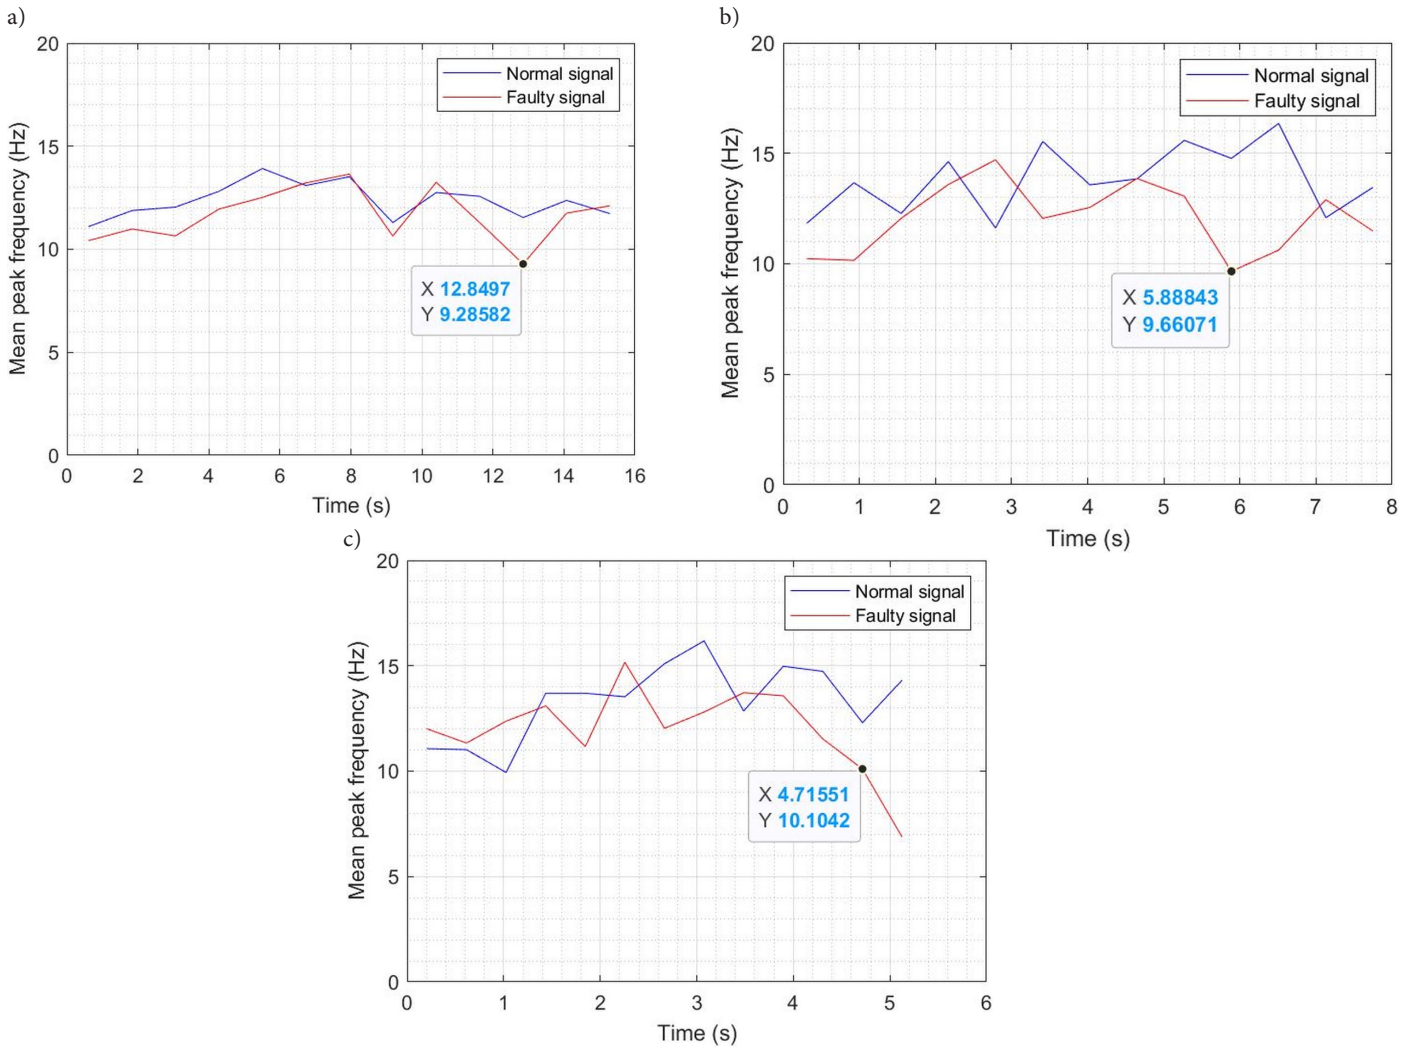 a)
20
15
10
5
0
0 2 4 6 8 10 12 14 16
Mean peak frequency (Hz)
Time (s)
Normal signal
Faulty signal
X 12.8497
Y 9.28582
b)
20
15
10
5
0
0 1 2 3 4 5 6 7 8
Mean peak frequency (Hz)
Time (s)
Normal signal
Faulty signal
X 5.88843
Y 9.66071
c)
20
15
10
5
0
0 1 2 3 4 5 6
Mean peak frequency (Hz)
Time (s)
Normal signal
Faulty signal
X 4.71551
Y 10.1042